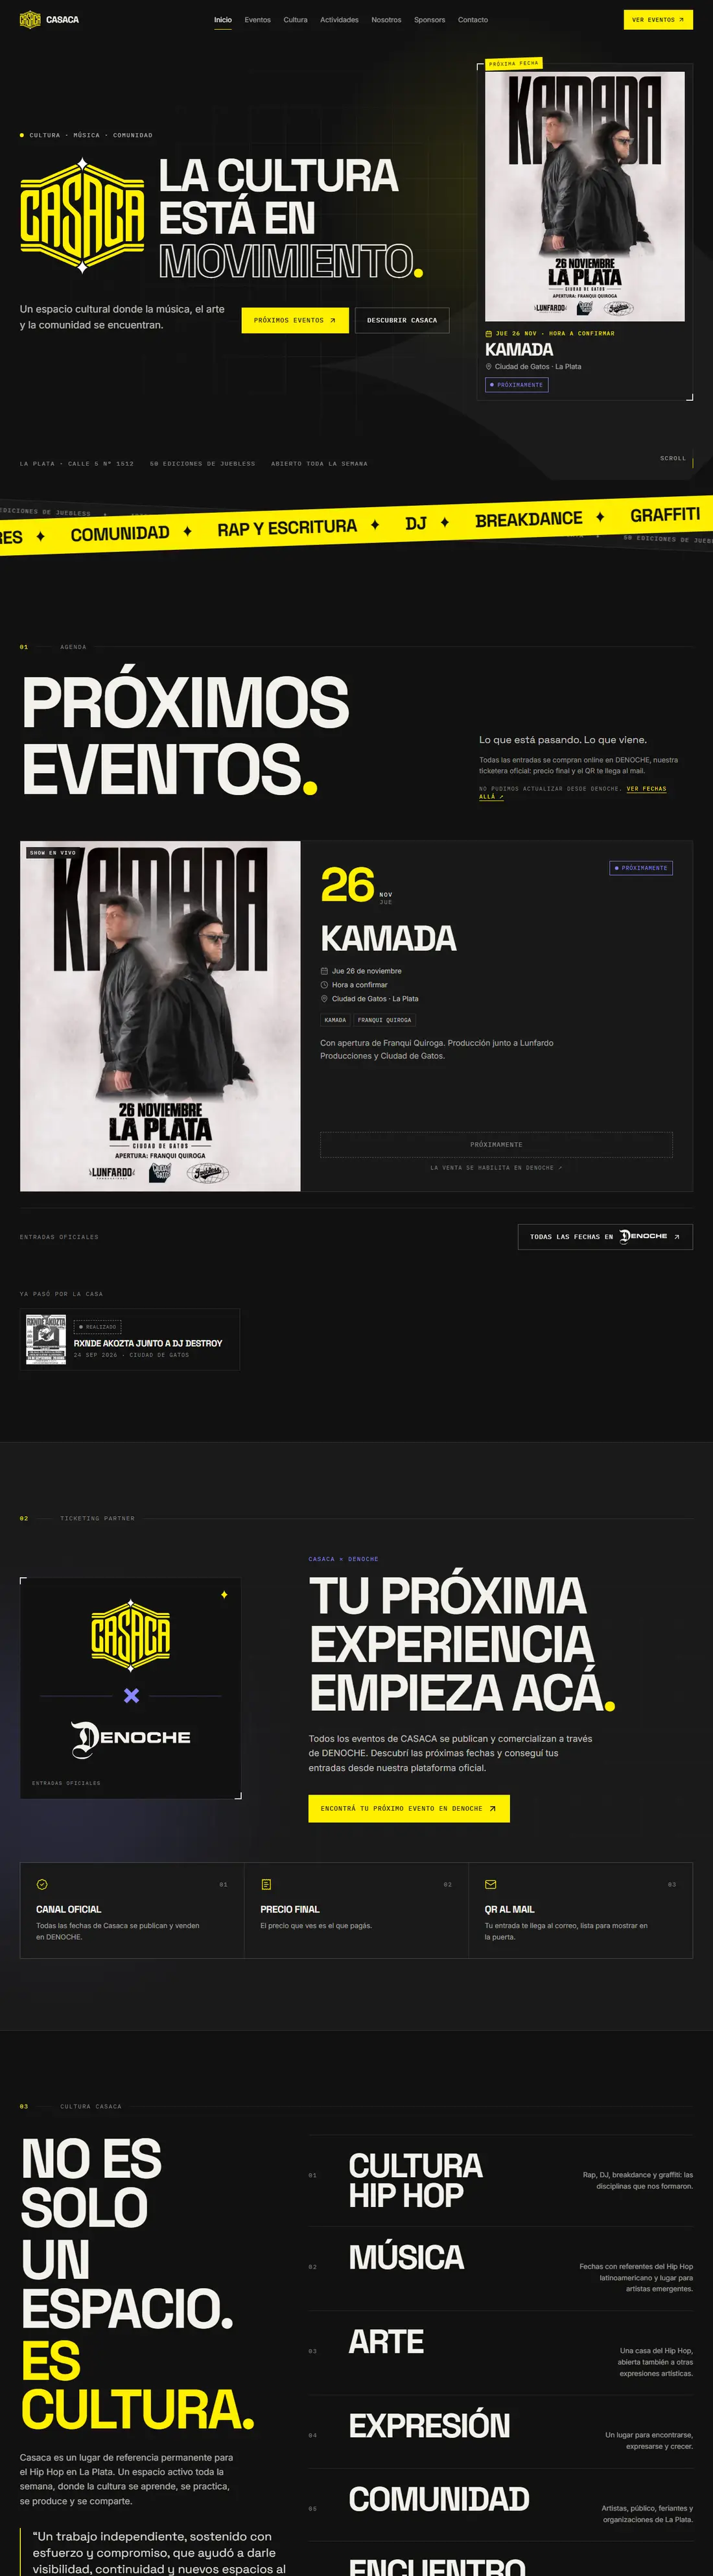 CASACA
CASACA
Inicio
Eventos
Cultura
Actividades
Nosotros
Sponsors
Contacto
VER EVENTOS ↗
PRÓXIMA FECHA
KAMADA
26 NOVIEMBRE
LA PLATA
CIUDAD DE GATOS
APERTURA: FRANQUI QUIROGA
LUNFARDO
JUE 26 NOV · HORA A CONFIRMAR
KAMADA
Ciudad de Gatos · La Plata
PRÓXIMAMENTE
CULTURA · MÚSICA · COMUNIDAD
CASACA
LA CULTURA
ESTÁ EN
MOVIMIENTO.
Un espacio cultural donde la música, el arte
y la comunidad se encuentran.
PRÓXIMOS EVENTOS ↗
DESCUBRIR CASACA
LA PLATA · CALLE 5 N° 1512
50 EDICIONES DE JUEBLESS
ABIERTO TODA LA SEMANA
SCROLL
EDICIONES DE JUEBLESS
RES ✦ COMUNIDAD ✦ RAP Y ESCRITURA ✦ DJ ✦ BREAKDANCE ✦ GRAFFITI
01
AGENDA
PRÓXIMOS
EVENTOS.
Lo que está pasando. Lo que viene.
Todas las entradas se compran online en DENOCHE, nuestra
ticketera oficial: precio final y el QR te llega al mail.
NO PUDIMOS ACTUALIZAR DESDE DENOCHE. VER FECHAS
ALLÁ ↗
SHOW EN VIVO
KAMADA
26 NOVIEMBRE
LA PLATA
CIUDAD DE GATOS
APERTURA: FRANQUI QUIROGA
LUNFARDO
26
NOV
JUE
PRÓXIMAMENTE
KAMADA
Jue 26 de noviembre
Hora a confirmar
Ciudad de Gatos · La Plata
KAMADA
FRANQUI QUIROGA
Con apertura de Franqui Quiroga. Producción junto a Lunfardo
Producciones y Ciudad de Gatos.
PRÓXIMAMENTE
LA VENTA SE HABILITA EN DENOCHE ↗
ENTRADAS OFICIALES
TODAS LAS FECHAS EN DENOCHE ↗
YA PASÓ POR LA CASA
REALIZADO
RXNDE AKOZTA JUNTO A DJ DESTROY
24 SEP 2026 · CIUDAD DE GATOS
02
TICKETING PARTNER
CASACA
DENOCHE
ENTRADAS OFICIALES
CASACA × DENOCHE
TU PRÓXIMA
EXPERIENCIA
EMPIEZA ACÁ.
Todos los eventos de CASACA se publican y comercializan a través
de DENOCHE. Descubrí las próximas fechas y conseguí tus
entradas desde nuestra plataforma oficial.
ENCONTRÁ TU PRÓXIMO EVENTO EN DENOCHE ↗
01
CANAL OFICIAL
Todas las fechas de Casaca se publican y venden
en DENOCHE.
02
PRECIO FINAL
El precio que ves es el que pagás.
03
QR AL MAIL
Tu entrada te llega al correo, lista para mostrar en
la puerta.
03
CULTURA CASACA
NO ES
SOLO
UN
ESPACIO.
ES
CULTURA.
Casaca es un lugar de referencia permanente para
el Hip Hop en La Plata. Un espacio activo toda la
semana, donde la cultura se aprende, se practica,
se produce y se comparte.
“Un trabajo independiente, sostenido con
esfuerzo y compromiso, que ayudó a darle
visibilidad, continuidad y nuevos espacios al
01
CULTURA
HIP HOP
Rap, DJ, breakdance y graffiti: las
disciplinas que nos formaron.
02
MÚSICA
Fechas con referentes del Hip Hop
latinoamericano y lugar para
artistas emergentes.
03
ARTE
Una casa del Hip Hop,
abierta también a otras
expresiones artísticas.
04
EXPRESIÓN
Un lugar para encontrarse,
expresarse y crecer.
05
COMUNIDAD
Artistas, público, feriantes y
organizaciones de La Plata.
ENCUENTRO